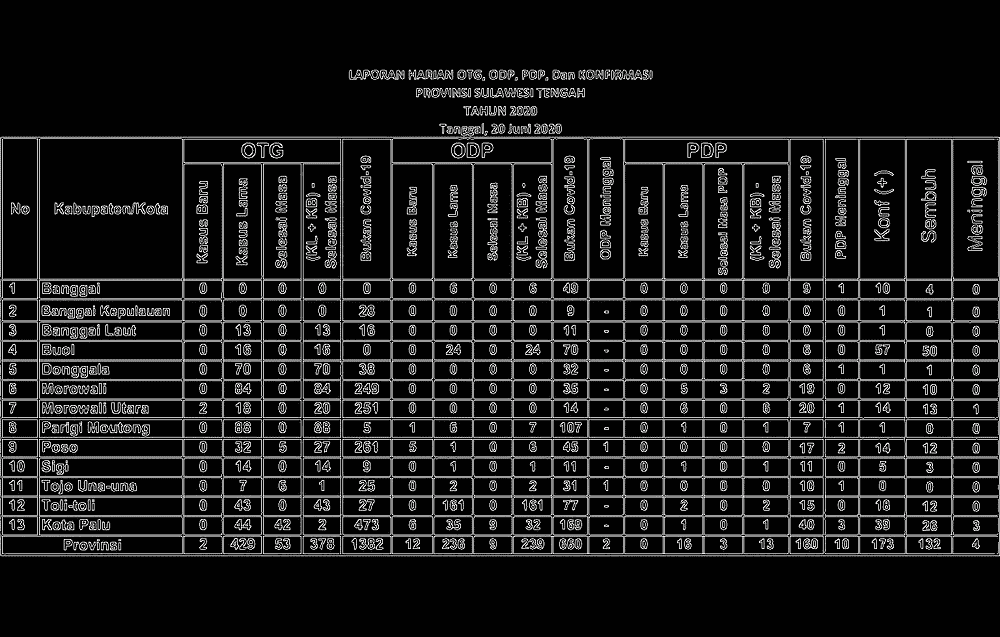 LAPORAN HARIAN OTG, ODP, PDP, Dan KONFIRMASI
PROVINSI SULAWESI TENGAH
TAHUN 2020
Tanggal, 20 Juni 2020
No Kabupaten/Kota OTG Bukan Covid-19 ODP Bukan Covid-19 ODP Meninggal PDP Bukan Covid-19 PDP Meninggal Konf (+) Sembuh Meninggal
Kasus Baru Kasus Lama Selesai Masa (KL + KB) - Selesai Masa Kasus Baru Kasus Lama Selesai Masa (KL + KB) - Selesai Masa Kasus Baru Kasus Lama Selesai Masa PDP (KL + KB) - Selesai Masa
1 Banggai 0 0 0 0 0 0 6 0 6 49 0 0 0 0 9 1 10 4 0
2 Banggai Kepulauan 0 0 0 0 28 0 0 0 0 9 - 0 0 0 0 0 0 1 1 0
3 Banggai Laut 0 13 0 13 16 0 0 0 0 11 - 0 0 0 0 0 0 1 0 0
4 Buol 0 16 0 16 0 0 24 0 24 70 - 0 0 0 0 6 0 57 50 0
5 Donggala 0 70 0 70 38 0 0 0 0 32 - 0 0 0 0 6 1 1 1 0
6 Morowali 0 84 0 84 249 0 0 0 0 35 - 0 5 3 2 19 0 12 10 0
7 Morowali Utara 2 18 0 20 251 0 0 0 0 14 - 0 6 0 6 20 1 14 13 1
8 Parigi Moutong 0 88 0 88 5 1 6 0 7 107 - 0 1 0 1 7 1 1 0 0
9 Poso 0 32 5 27 261 5 1 0 6 45 1 0 0 0 0 17 2 14 12 0
10 Sigi 0 14 0 14 9 0 1 0 1 11 - 0 1 0 1 11 0 5 3 0
11 Tojo Una-una 0 7 6 1 25 0 2 0 2 31 1 0 0 0 0 10 1 0 0 0
12 Toli-toli 0 43 0 43 27 0 161 0 161 77 - 0 2 0 2 15 0 18 12 0
13 Kota Palu 0 44 42 2 473 6 35 9 32 169 - 0 1 0 1 40 3 39 26 3
Provinsi 2 429 53 378 1382 12 236 9 239 660 2 0 16 3 13 160 10 173 132 4